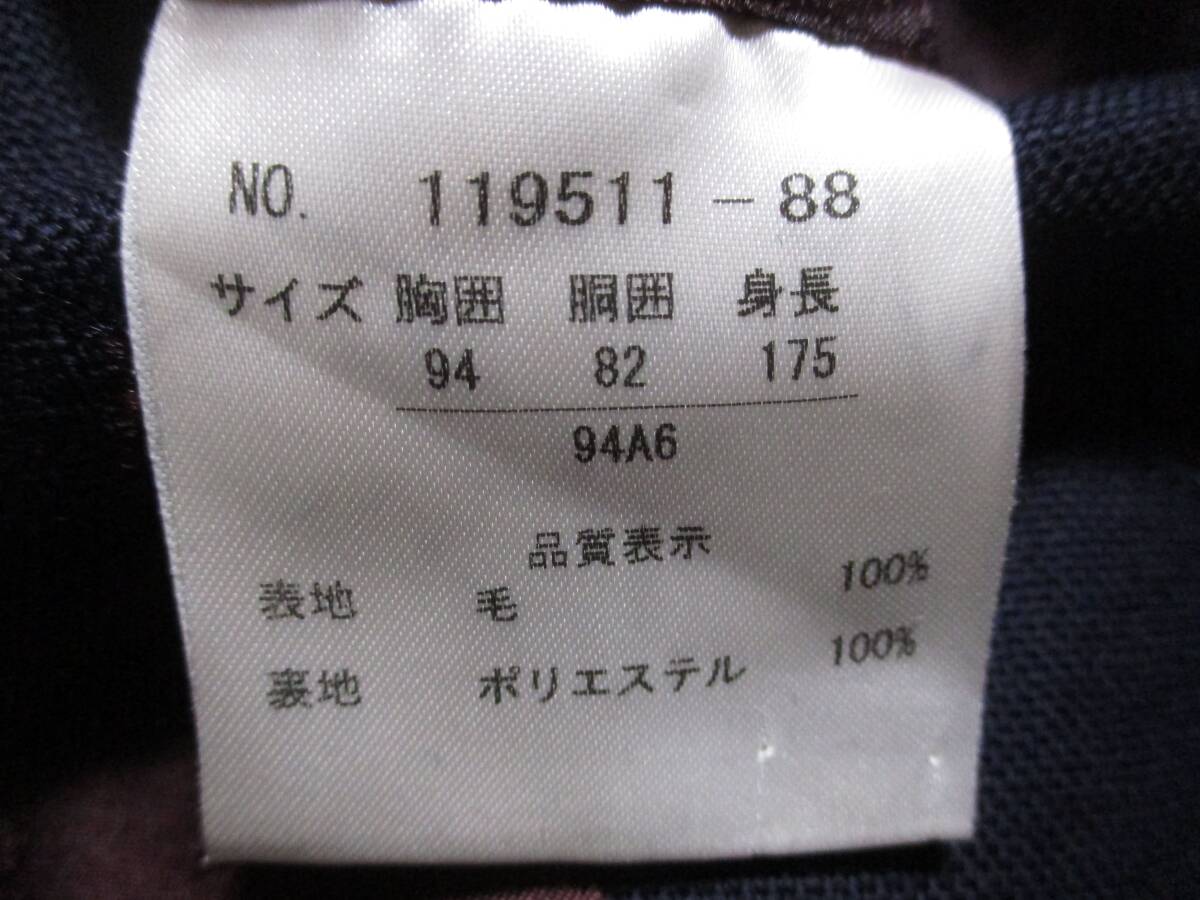 NO. 119511-88
サイズ 胸囲 胴囲 身長
94 82 175
94A6
品質表示
表地 毛 100%
裏地 ポリエステル 100%